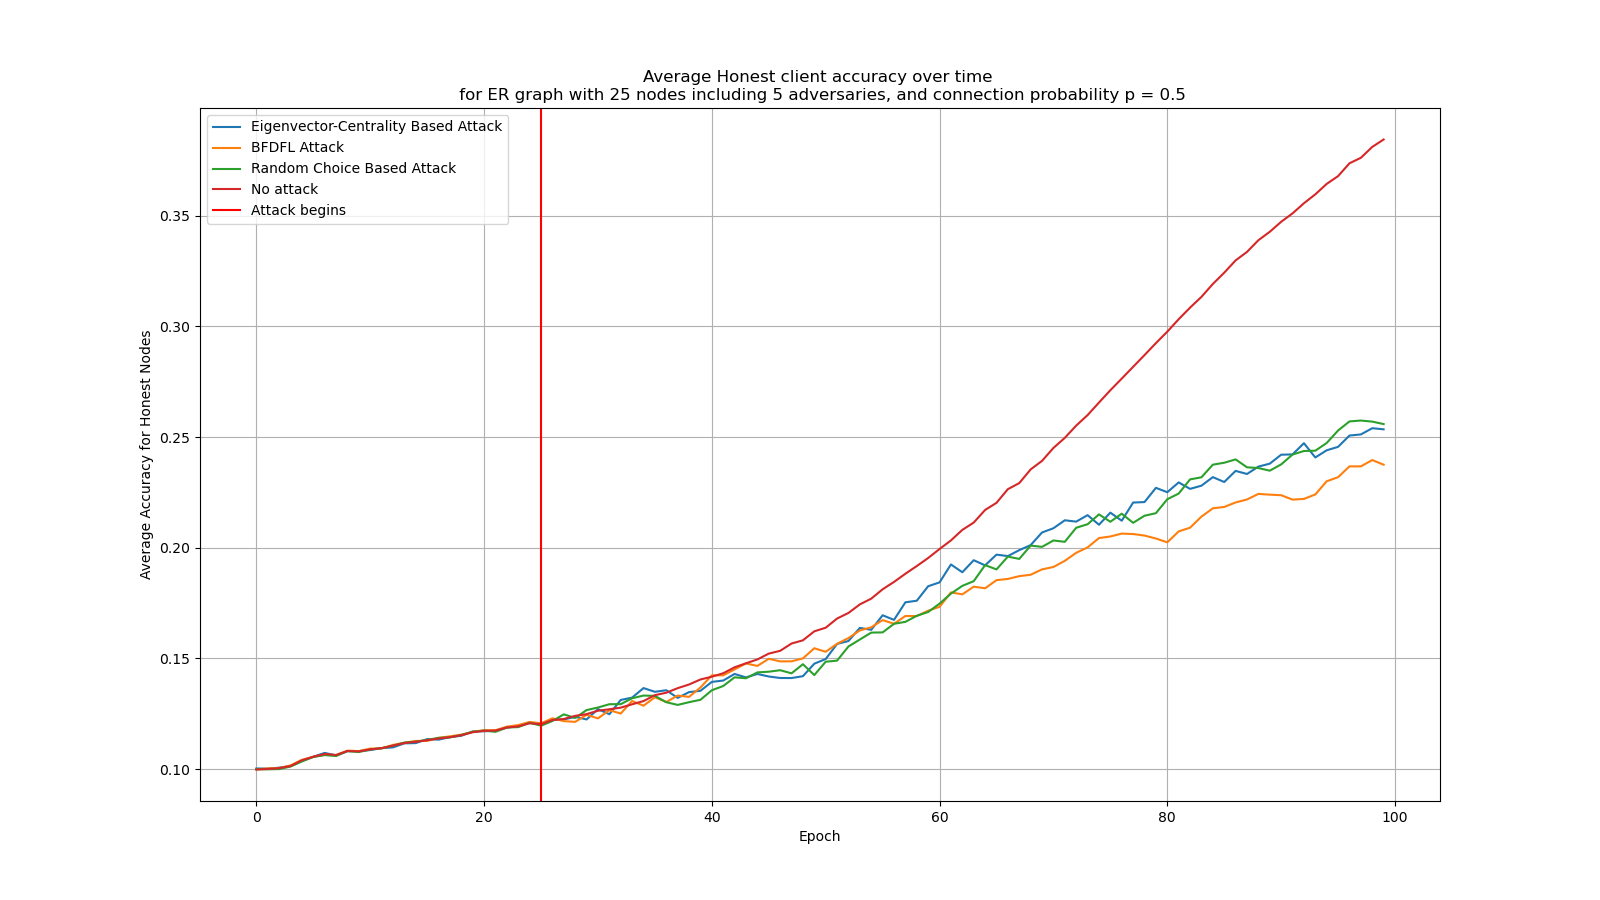 Average Honest client accuracy over time
for ER graph with 25 nodes including 5 adversaries, and connection probability p = 0.5
Eigenvector-Centrality Based Attack
BFDFL Attack
Random Choice Based Attack
No attack
Attack begins
Average Accuracy for Honest Nodes
0.35
0.30
0.25
0.20
0.15
0.10
0 20 40 60 80 100
Epoch